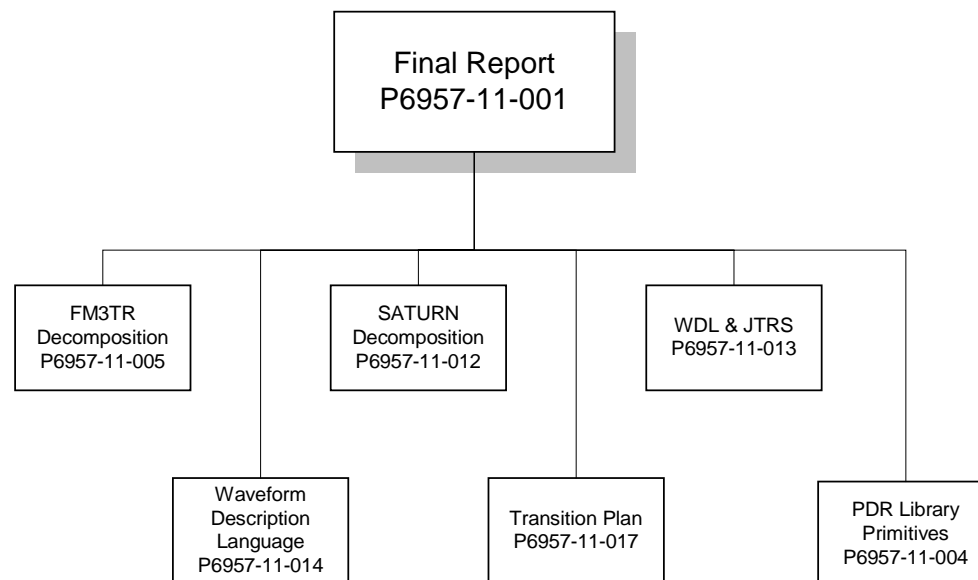 Final Report
P6957-11-001
FM3TR
Decomposition
P6957-11-005
SATURN
Decomposition
P6957-11-012
WDL & JTRS
P6957-11-013
Waveform
Description
Language
P6957-11-014
Transition Plan
P6957-11-017
PDR Library
Primitives
P6957-11-004